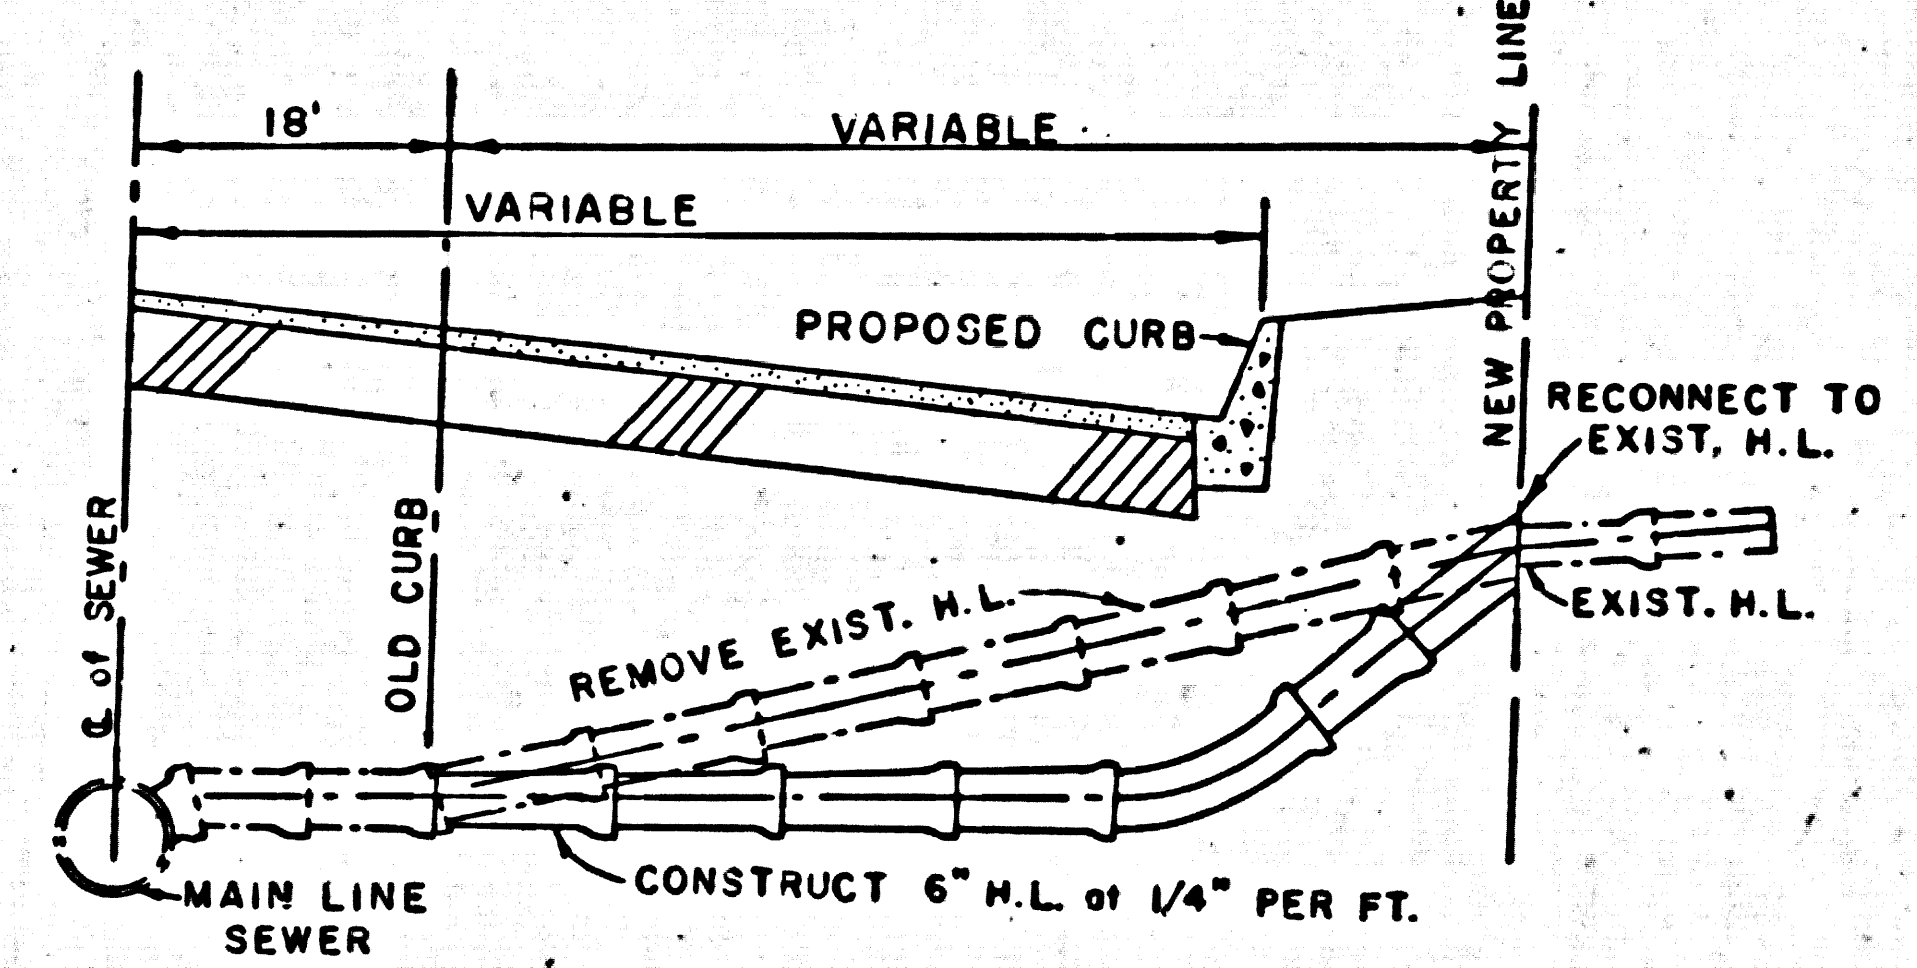 18'
VARIABLE
VARIABLE
NEW PROPERTY LINE
PROPOSED CURB
RECONNECT TO
EXIST, H.L.
EXIST. H.L.
REMOVE EXIST. H.L.
OLD CURB
℄ of SEWER
CONSTRUCT 6" H.L. at 1/4" PER FT.
MAIN LINE
SEWER